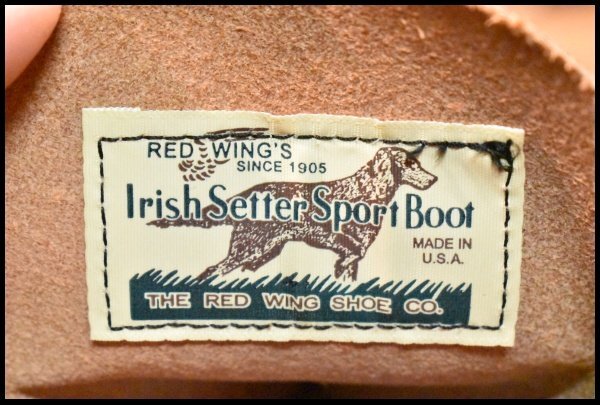 RED WING'S
SINCE 1905
Irish Setter Sport Boot
MADE IN
U.S.A.
THE RED WING SHOE CO.